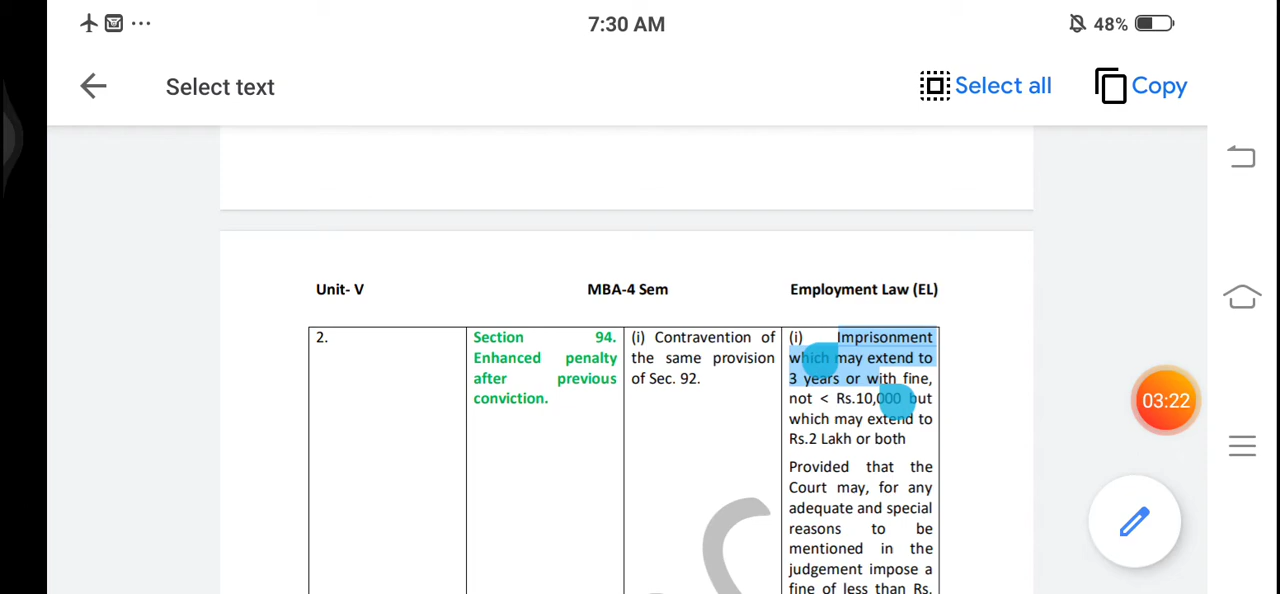 7:30 AM
48%
Select text
Select all
Copy
Unit- V
MBA-4 Sem
Employment Law (EL)
2.
Section 94.
Enhanced penalty
after previous
conviction.
(i) Contravention of
the same provision
of Sec. 92.
(i) Imprisonment
which may extend to
3 years or with fine,
not < Rs.10,000 but
which may extend to
Rs.2 Lakh or both
Provided that the
Court may, for any
adequate and special
reasons to be
mentioned in the
judgement impose a
fine of less than Rs.
03:22